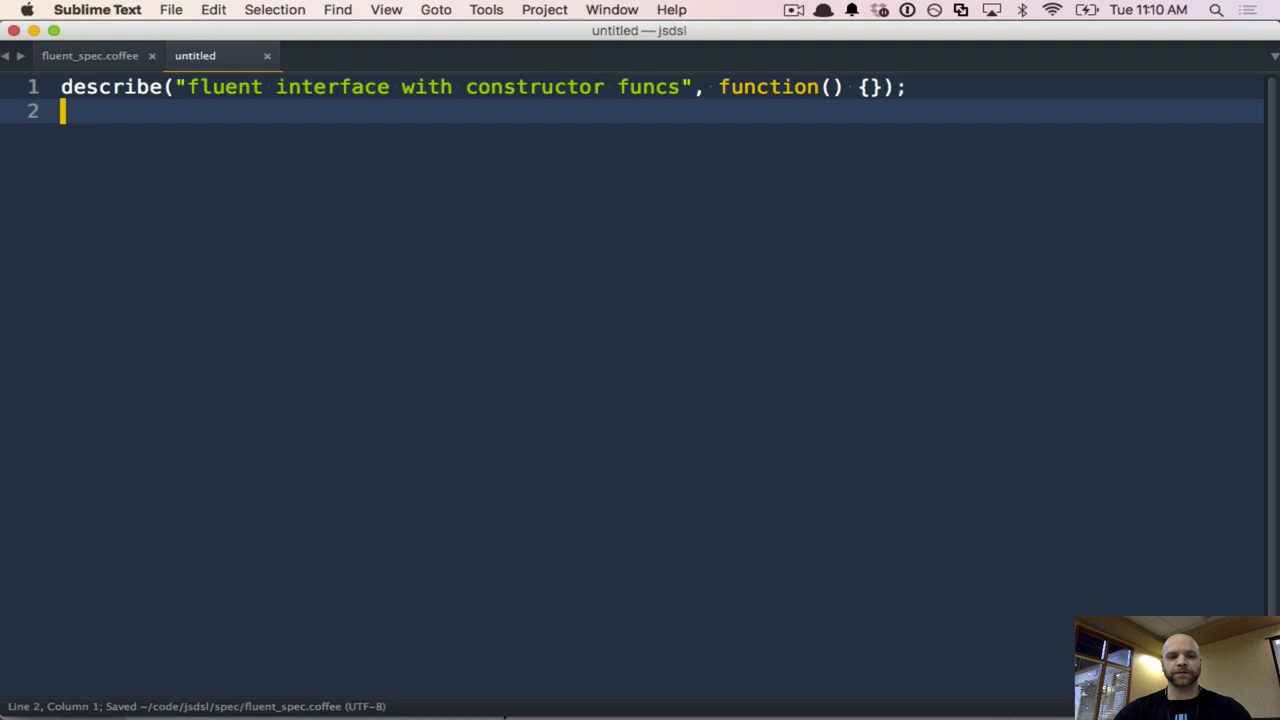 Sublime Text File Edit Selection Find View Goto Tools Project Window Help Tue 11:10 AM
untitled — jsdsl
fluent_spec.coffee × untitled ×
1 describe("fluent interface with constructor funcs", function() {});
2
Line 2, Column 1; Saved ~/code/jsdsl/spec/fluent_spec.coffee (UTF-8)